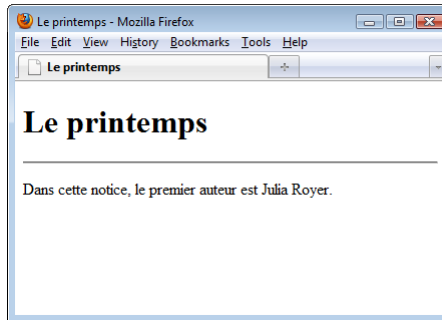 Le printemps - Mozilla Firefox
File Edit View History Bookmarks Tools Help
Le printemps
Le printemps
Dans cette notice, le premier auteur est Julia Royer.